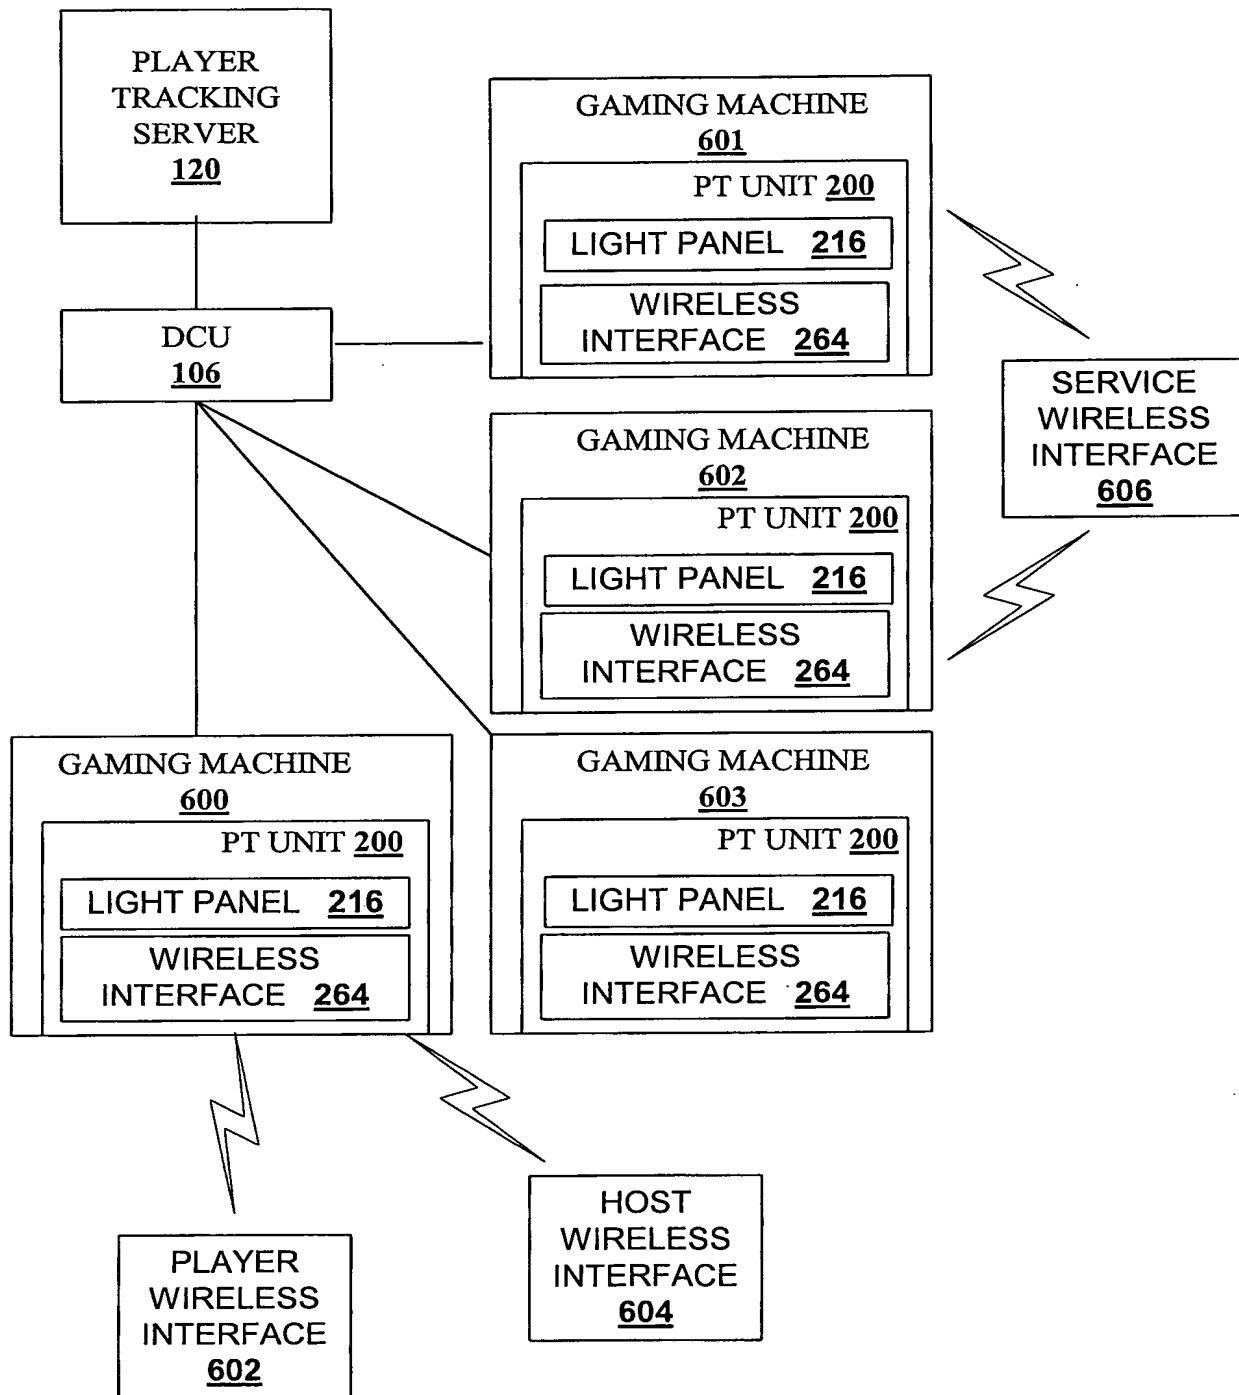 PLAYER
TRACKING
SERVER
120
GAMING MACHINE
601
PT UNIT 200
LIGHT PANEL 216
WIRELESS
INTERFACE 264
DCU
106
SERVICE
WIRELESS
INTERFACE
606
GAMING MACHINE
602
PT UNIT 200
LIGHT PANEL 216
WIRELESS
INTERFACE 264
GAMING MACHINE
600
PT UNIT 200
LIGHT PANEL 216
WIRELESS
INTERFACE 264
GAMING MACHINE
603
PT UNIT 200
LIGHT PANEL 216
WIRELESS
INTERFACE 264
PLAYER
WIRELESS
INTERFACE
602
HOST
WIRELESS
INTERFACE
604